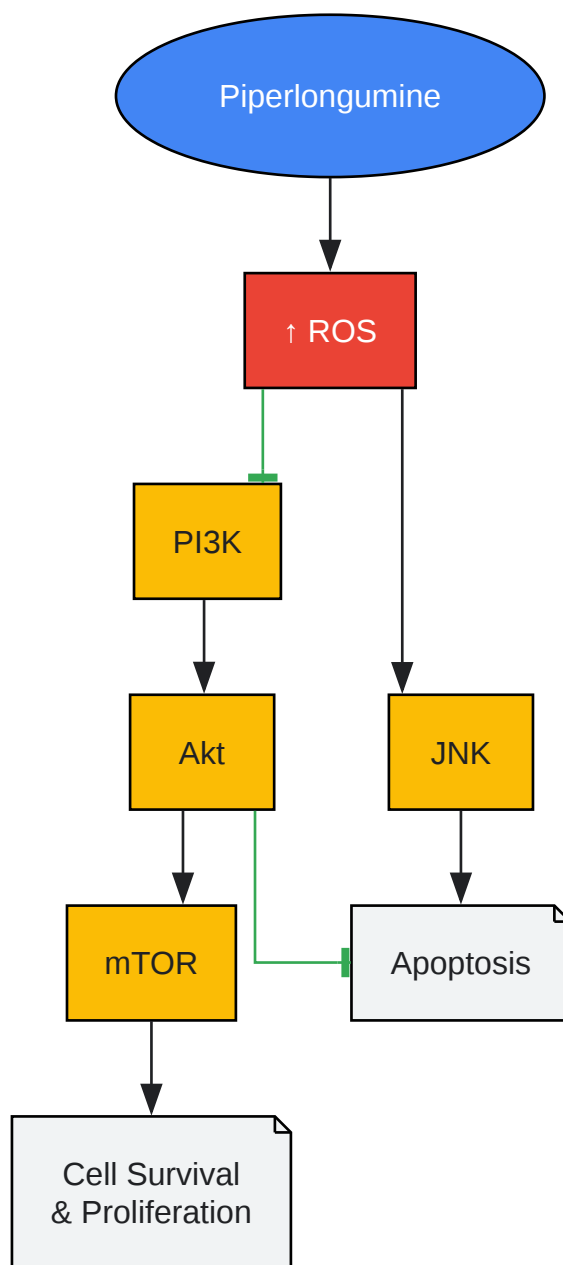 Piperlongumine
↑ ROS
PI3K
Akt
JNK
mTOR
Apoptosis
Cell Survival
& Proliferation